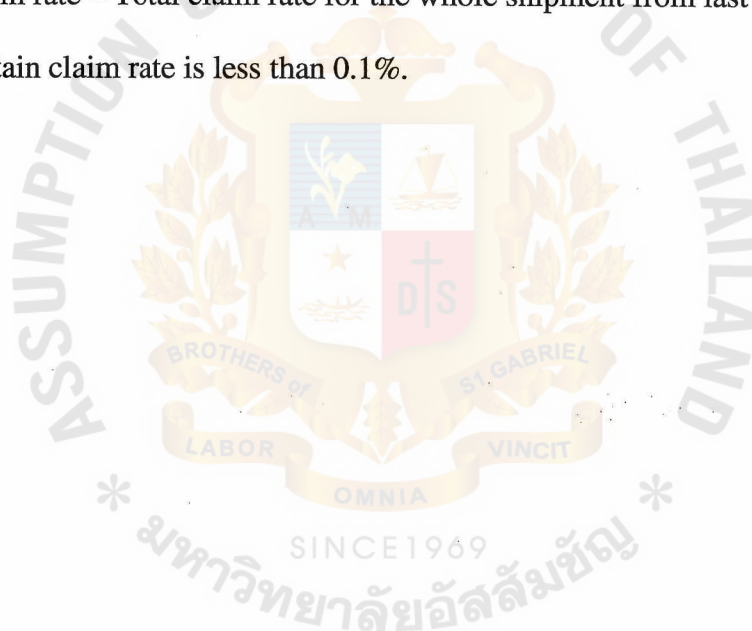 m rate – Total claim rate for the whole shipment from last
tain claim rate is less than 0.1%.
ASSUMPTION
OF THAILAND
A M
D S
BROTHERS of
ST. GABRIEL
LABOR
VINCIT
OMNIA
* *
SINCE1969
มหาวิทยาลัยอัสสัมชัญ